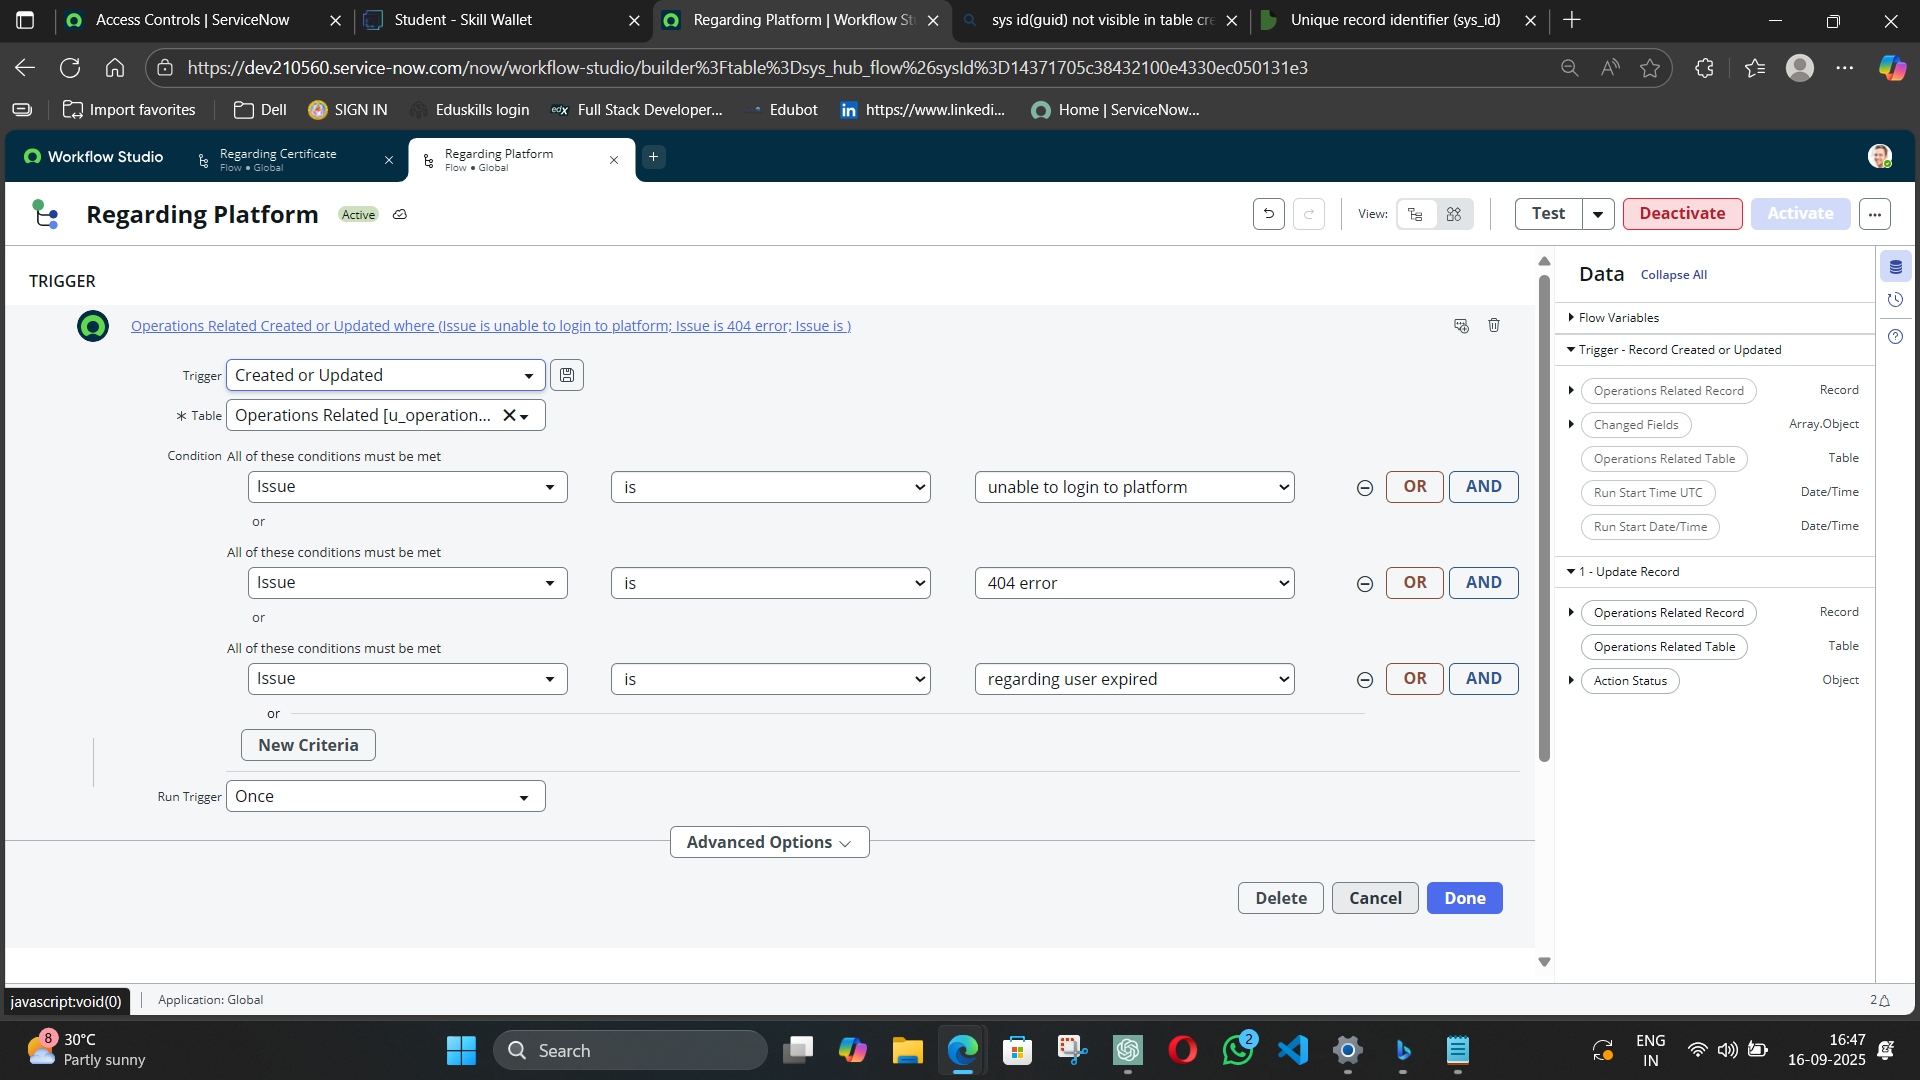 Access Controls | ServiceNow
Student - Skill Wallet
Regarding Platform | Workflow Stu
sys id(guid) not visible in table cre
Unique record identifier (sys_id)
https://dev210560.service-now.com/now/workflow-studio/builder%3Ftable%3Dsys_hub_flow%26sysId%3D14371705c38432100e4330ec050131e3
Import favorites
Dell
SIGN IN
Eduskills login
edX
Full Stack Developer...
Edubot
in
https://www.linkedi...
Home | ServiceNow...
Workflow Studio
Regarding Certificate
Flow • Global
Regarding Platform
Flow • Global
Regarding Platform
Active
View:
Test
Deactivate
Activate
TRIGGER
Operations Related Created or Updated where (Issue is unable to login to platform; Issue is 404 error; Issue is )
Trigger
Created or Updated
* Table
Operations Related [u_operation...
Condition
All of these conditions must be met
Issue
is
unable to login to platform
OR
AND
or
All of these conditions must be met
Issue
is
404 error
OR
AND
or
All of these conditions must be met
Issue
is
regarding user expired
OR
AND
or
New Criteria
Run Trigger
Once
Advanced Options
Delete
Cancel
Done
Data
Collapse All
Flow Variables
Trigger - Record Created or Updated
Operations Related Record
Record
Changed Fields
Array.Object
Operations Related Table
Table
Run Start Time UTC
Date/Time
Run Start Date/Time
Date/Time
1 - Update Record
Operations Related Record
Record
Operations Related Table
Table
Action Status
Object
javascript:void(0)
Application: Global
2
8
30°C
Partly sunny
Search
2
ENG
IN
16:47
16-09-2025